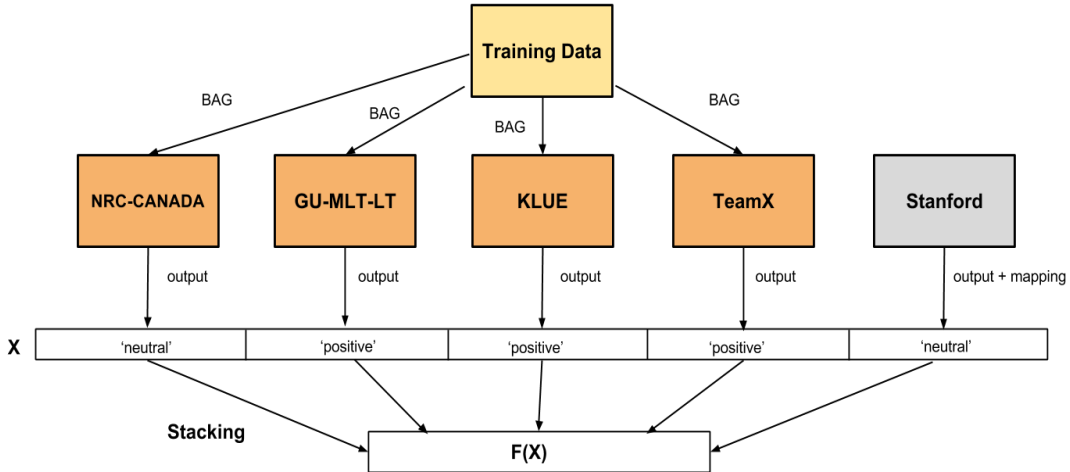 Training Data
BAG
BAG
BAG
BAG
NRC-CANADA
GU-MLT-LT
KLUE
TeamX
Stanford
output
output
output
output
output + mapping
X
‘neutral’
‘positive’
‘positive’
‘positive’
‘neutral’
Stacking
F(X)